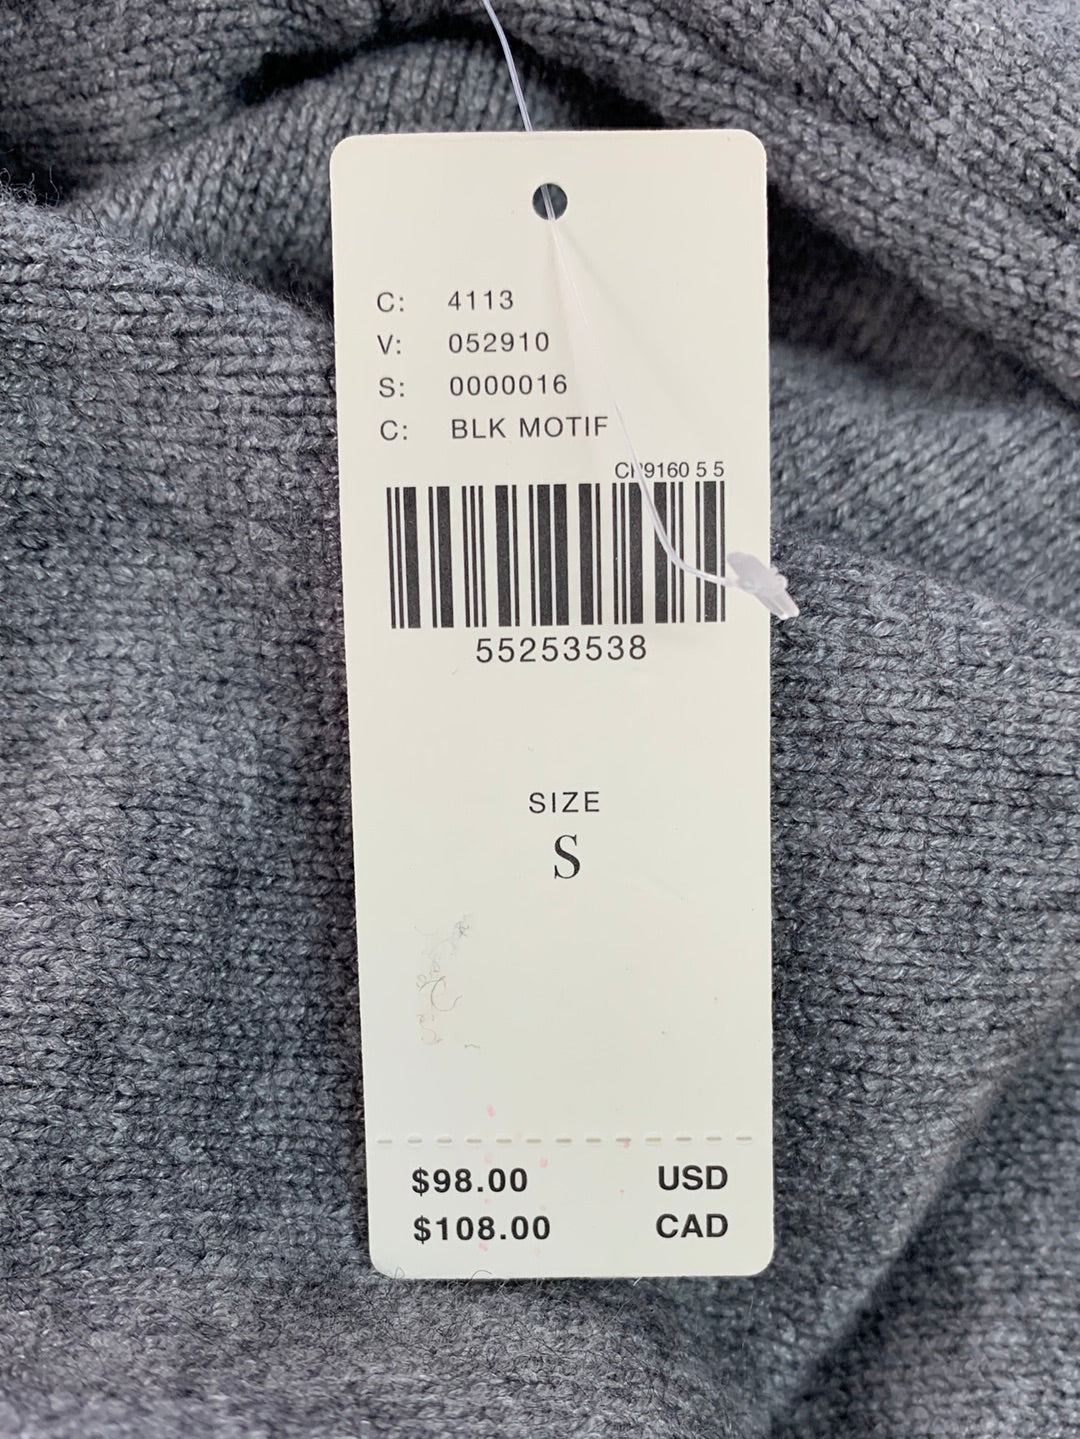 C: 4113
V: 052910
S: 0000016
C: BLK MOTIF
55253538
SIZE
S
$98.00 USD
$108.00 CAD